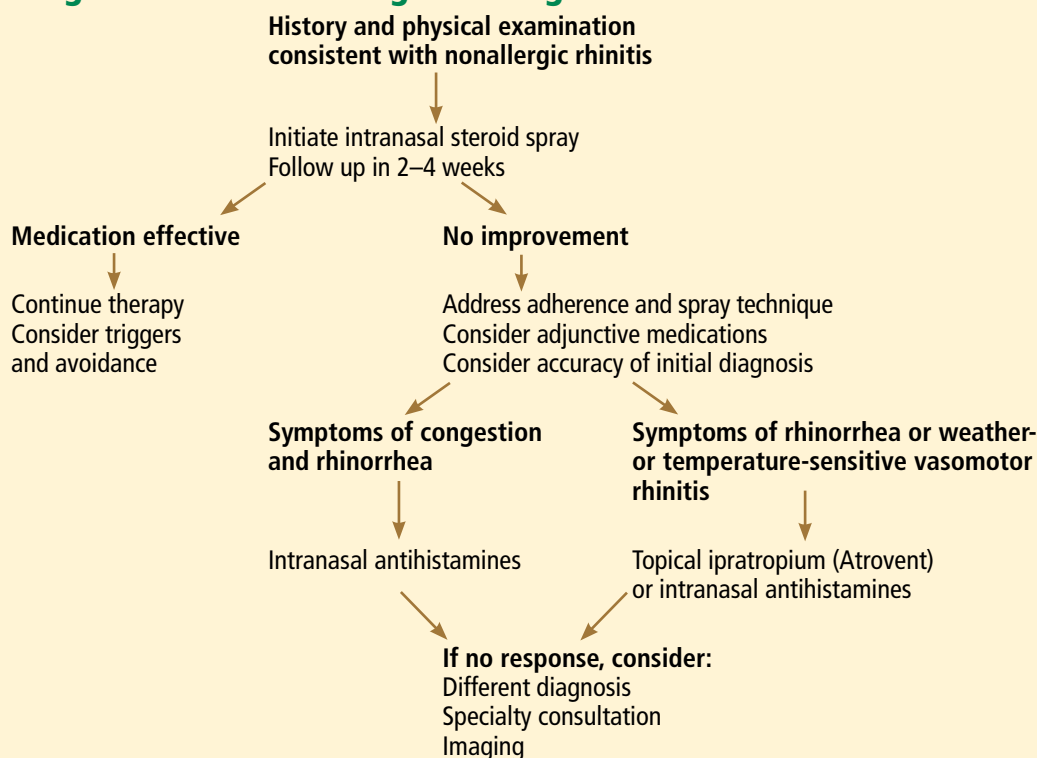 History and physical examination
consistent with nonallergic rhinitis
Initiate intranasal steroid spray
Follow up in 2–4 weeks
Medication effective
Continue therapy
Consider triggers
and avoidance
No improvement
Address adherence and spray technique
Consider adjunctive medications
Consider accuracy of initial diagnosis
Symptoms of congestion
and rhinorrhea
Intranasal antihistamines
Symptoms of rhinorrhea or weather-
or temperature-sensitive vasomotor
rhinitis
Topical ipratropium (Atrovent)
or intranasal antihistamines
If no response, consider:
Different diagnosis
Specialty consultation
Imaging